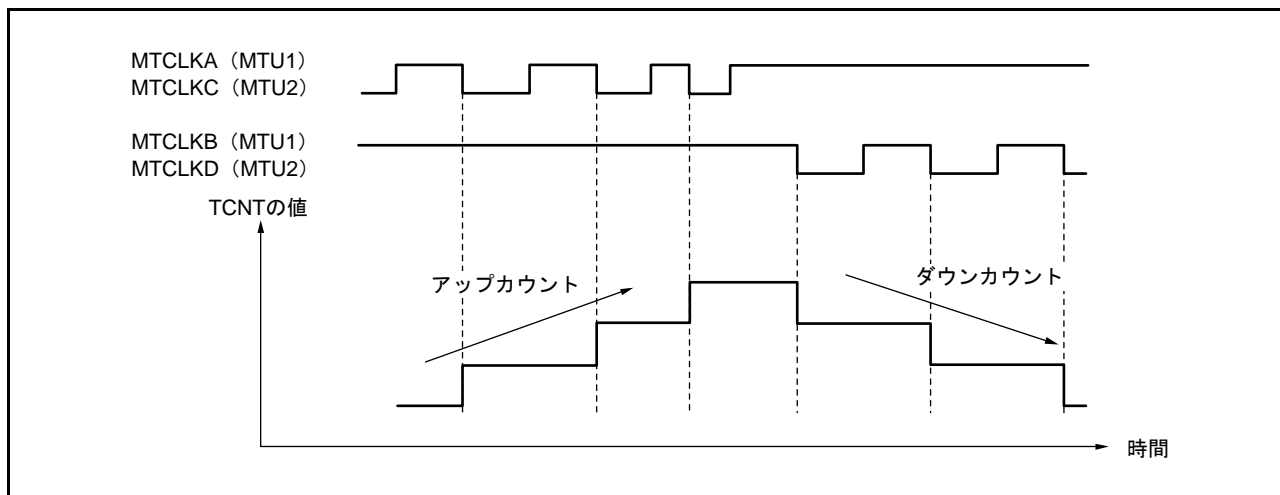 MTCLKA（MTU1）
MTCLKC（MTU2）
MTCLKB（MTU1）
MTCLKD（MTU2）
TCNTの値
アップカウント
ダウンカウント
時間